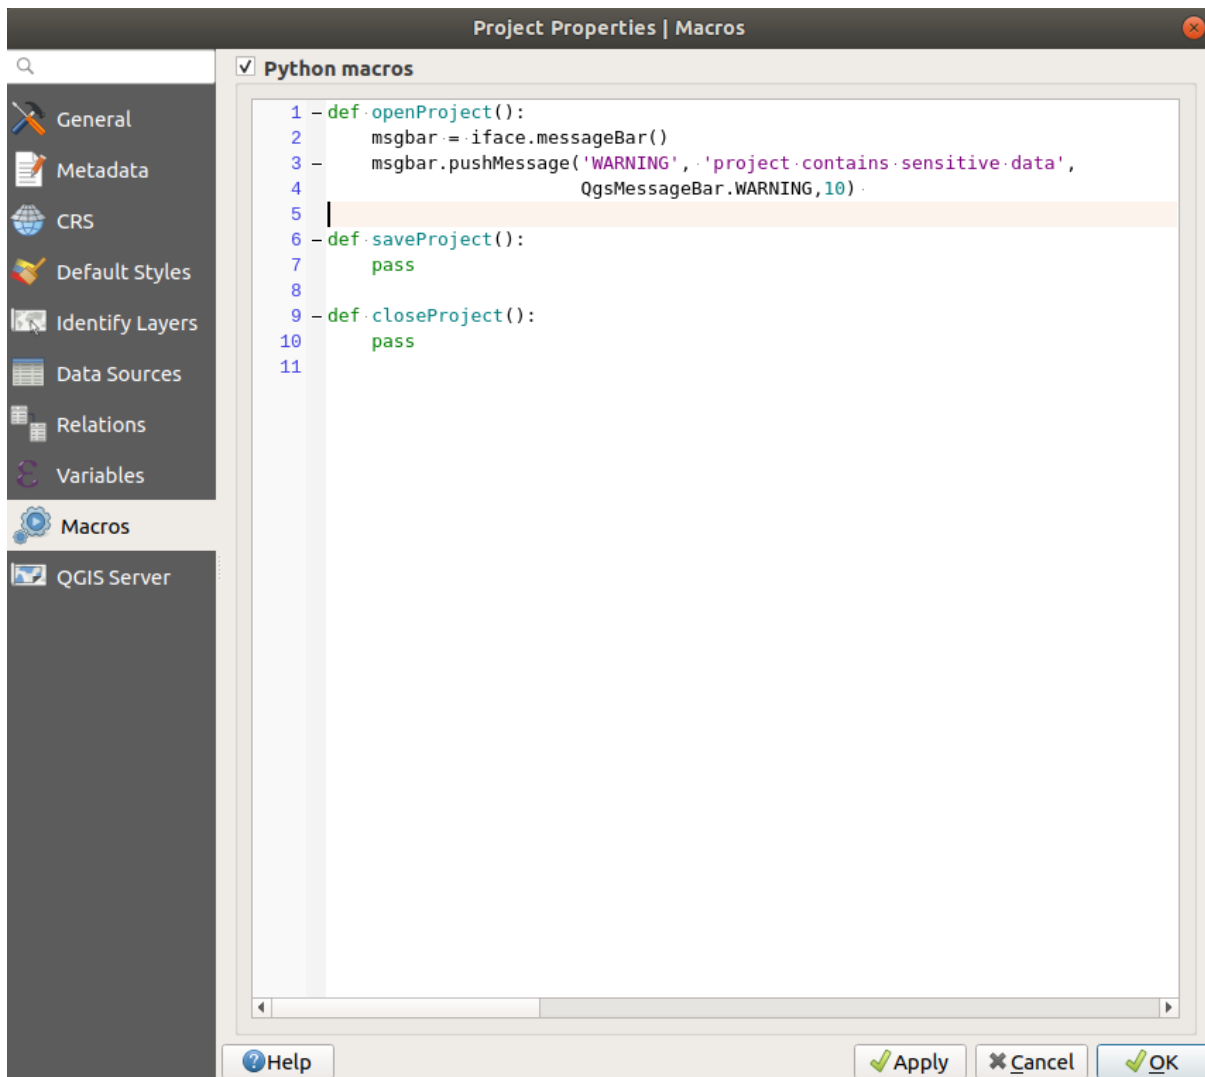 Project Properties | Macros
Python macros
General
Metadata
CRS
Default Styles
Identify Layers
Data Sources
Relations
Variables
Macros
QGIS Server
1 def openProject():
2     msgbar = iface.messageBar()
3     msgbar.pushMessage('WARNING', 'project contains sensitive data',
4                        QgsMessageBar.WARNING,10)
5
6 def saveProject():
7     pass
8
9 def closeProject():
10     pass
11
Help
Apply
Cancel
OK